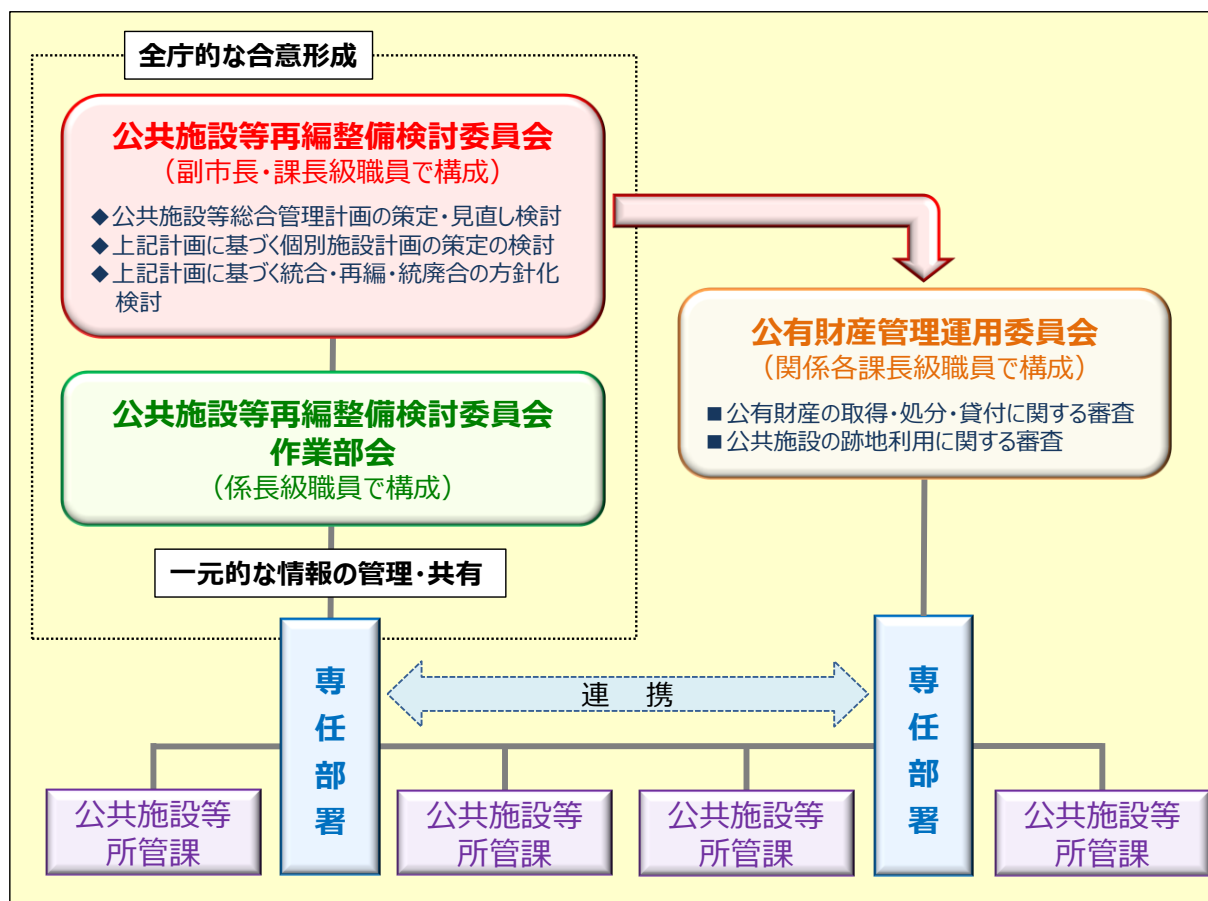 全庁的な合意形成
公共施設等再編整備検討委員会
（副市長・課長級職員で構成）
◆公共施設等総合管理計画の策定・見直し検討
◆上記計画に基づく個別施設計画の策定の検討
◆上記計画に基づく統合・再編・統廃合の方針化
検討
公共施設等再編整備検討委員会
作業部会
（係長級職員で構成）
一元的な情報の管理・共有
公有財産管理運用委員会
（関係各課長級職員で構成）
■公有財産の取得・処分・貸付に関する審査
■公共施設の跡地利用に関する審査
専任部署
連　携
専任部署
公共施設等
所管課
公共施設等
所管課
公共施設等
所管課
公共施設等
所管課